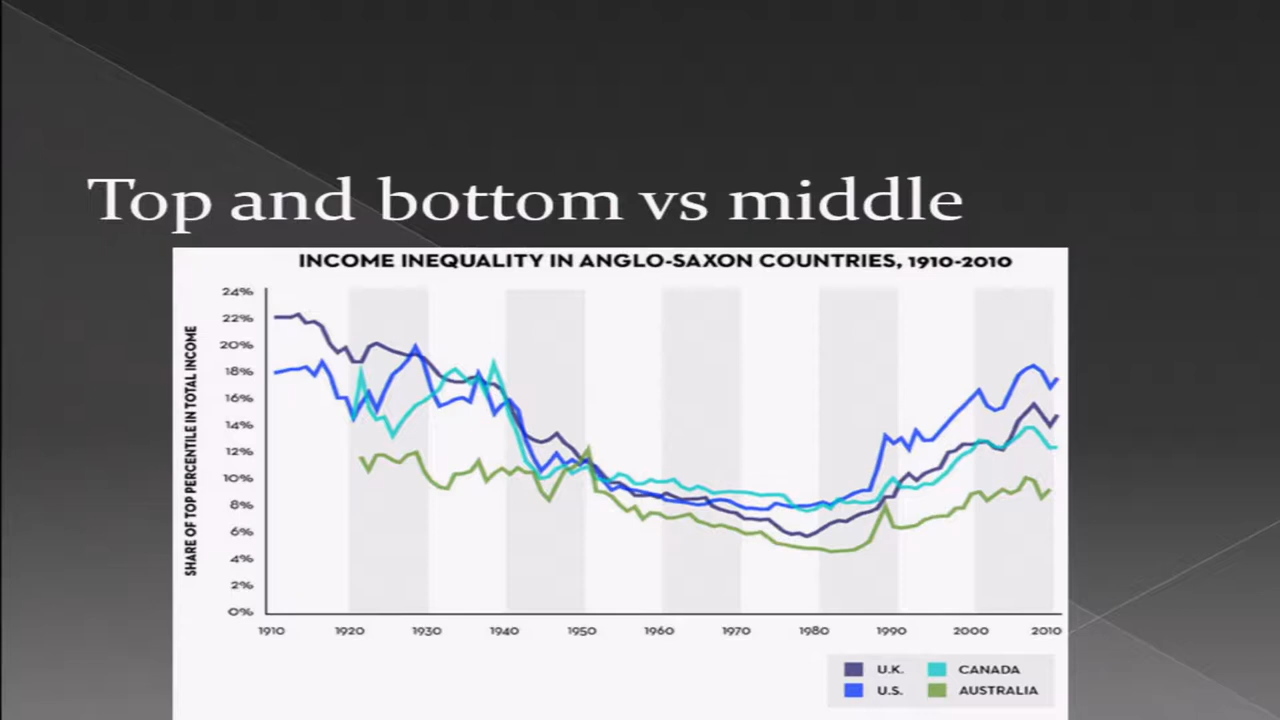 Top and bottom vs middle
INCOME INEQUALITY IN ANGLO-SAXON COUNTRIES, 1910-2010
SHARE OF TOP PERCENTILE IN TOTAL INCOME
24%
22%
20%
18%
16%
14%
12%
10%
8%
6%
4%
2%
0%
1910 1920 1930 1940 1950 1960 1970 1980 1990 2000 2010
U.K. CANADA
U.S. AUSTRALIA